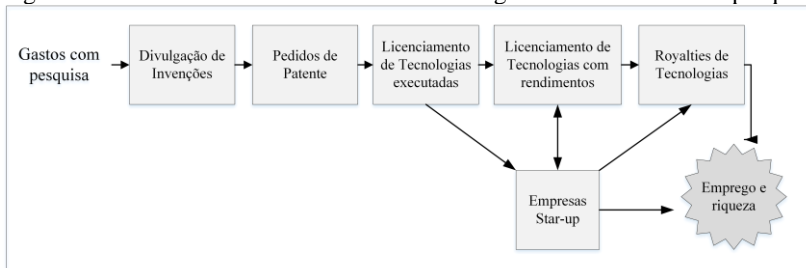 Gastos com
pesquisa
Divulgação de
Invenções
Pedidos de
Patente
Licenciamento
de Tecnologias
executadas
Licenciamento de
Tecnologias com
rendimentos
Royalties de
Tecnologias
Empresas
Star-up
Emprego e
riqueza